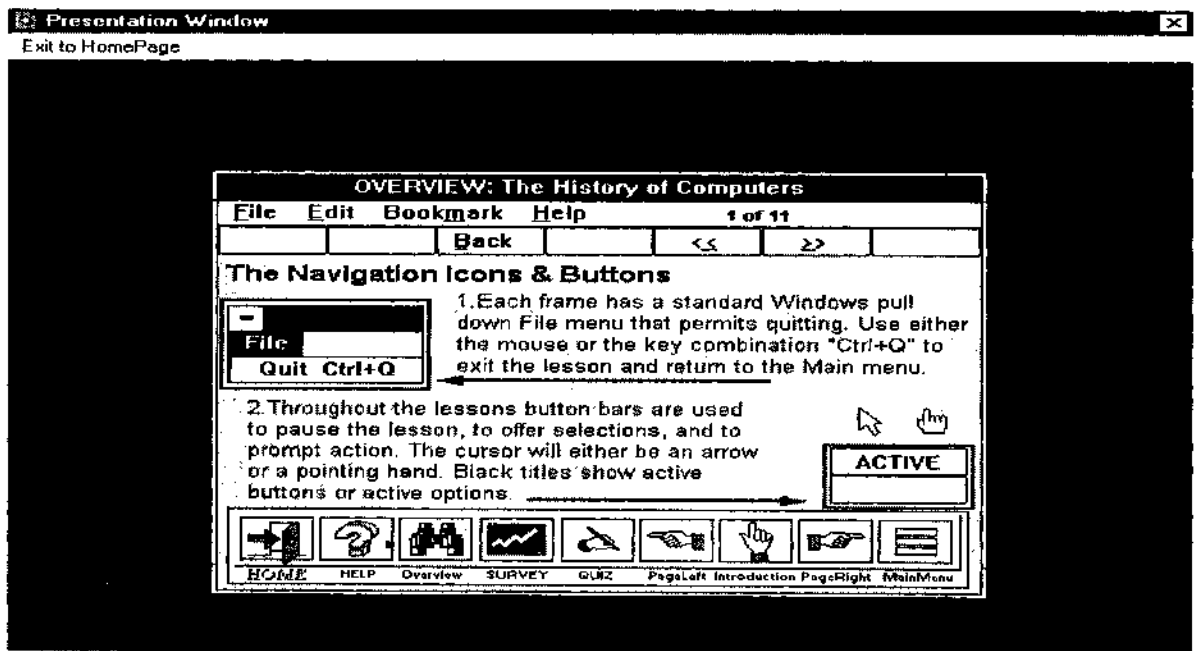 Presentation Window
Exit to HomePage
OVERVIEW: The History of Computers
File Edit Bookmark Help 1 of 11
Back << >>
The Navigation Icons & Buttons
1.Each frame has a standard Windows pull
down File menu that permits quitting. Use either
the mouse or the key combination "Ctrl+Q" to
exit the lesson and return to the Main menu.
File
Quit Ctrl+Q
2.Throughout the lessons button bars are used
to pause the lesson, to offer selections, and to
prompt action. The cursor will either be an arrow
or a pointing hand. Black titles show active
buttons or active options.
ACTIVE
HOME HELP Overview SURVEY QUIZ PageLeft Introduction PageRight MainMenu